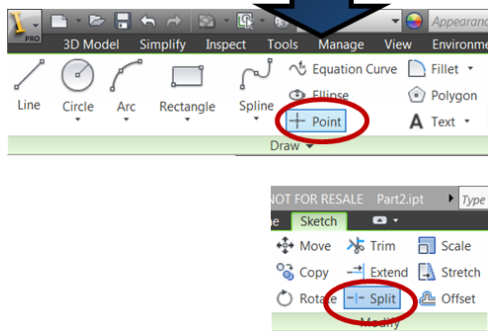 Appearanc
PRO
3D Model Simplify Inspect Tools Manage View Environme
Equation Curve Fillet
Line Circle Arc Rectangle Spline Ellipse Polygon
Point Text
Draw
NOT FOR RESALE Part2.ipt Type
e Sketch
Move Trim Scale
Copy Extend Stretch
Rotate Split Offset
Modify